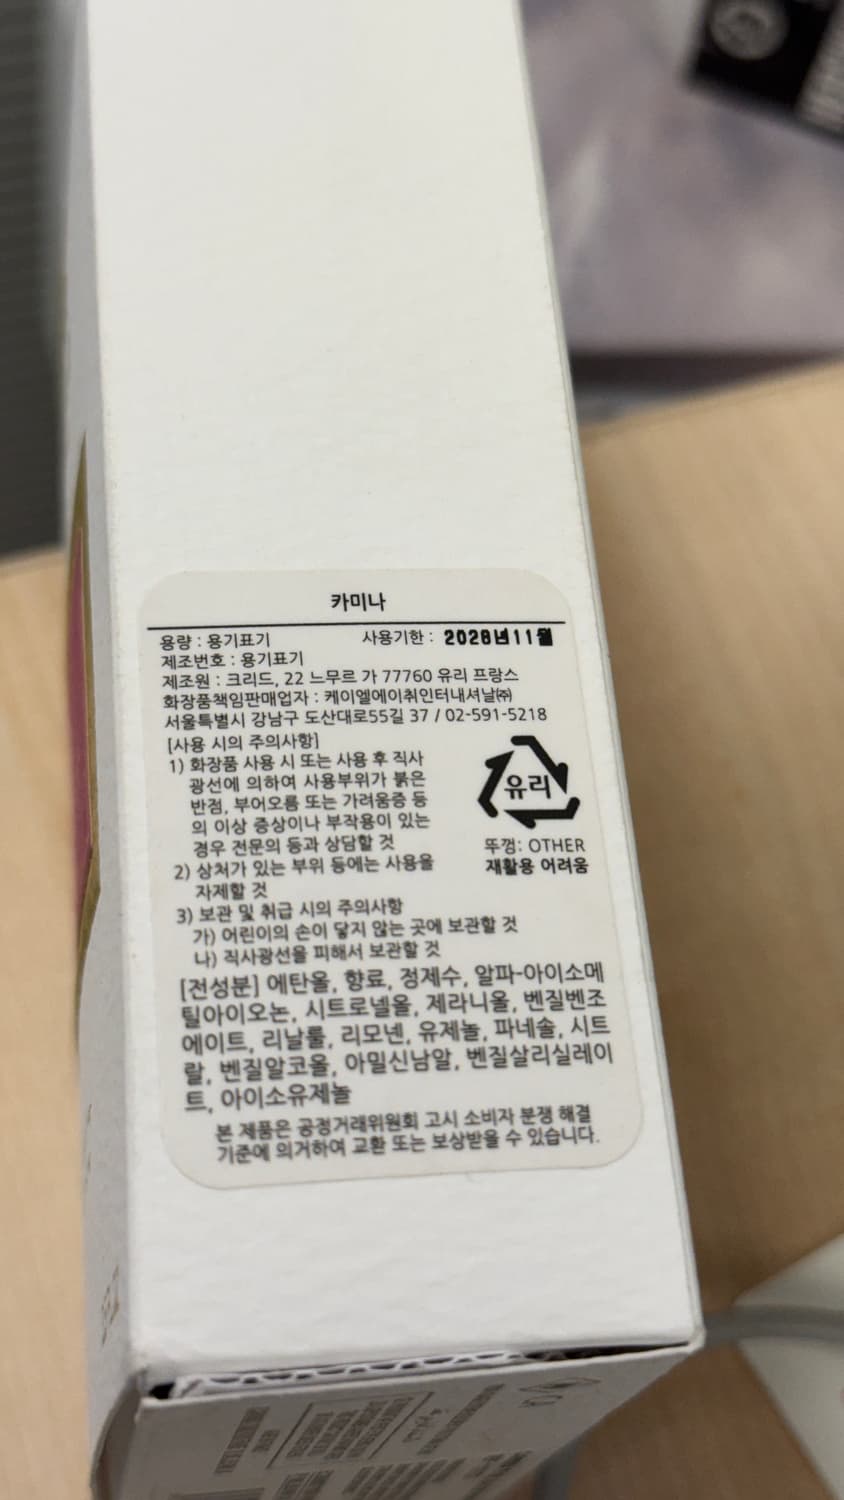 카미나
용량 : 용기표기 사용기한 : 2028년11월
제조번호 : 용기표기
제조원 : 크리드, 22 느무르 가 77760 유리 프랑스
화장품책임판매업자 : 케이엘에이취인터내셔날㈜
서울특별시 강남구 도산대로55길 37 / 02-591-5218
[사용 시의 주의사항]
1) 화장품 사용 시 또는 사용 후 직사
광선에 의하여 사용부위가 붉은
반점, 부어오름 또는 가려움증 등
의 이상 증상이나 부작용이 있는
경우 전문의 등과 상담할 것
2) 상처가 있는 부위 등에는 사용을
자제할 것
3) 보관 및 취급 시의 주의사항
가) 어린이의 손이 닿지 않는 곳에 보관할 것
나) 직사광선을 피해서 보관할 것
유리
뚜껑: OTHER
재활용 어려움
[전성분] 에탄올, 향료, 정제수, 알파-아이소메
틸아이오논, 시트로넬올, 제라니올, 벤질벤조
에이트, 리날룰, 리모넨, 유제놀, 파네솔, 시트
랄, 벤질알코올, 아밀신남알, 벤질살리실레이
트, 아이소유제놀
본 제품은 공정거래위원회 고시 소비자 분쟁 해결
기준에 의거하여 교환 또는 보상받을 수 있습니다.